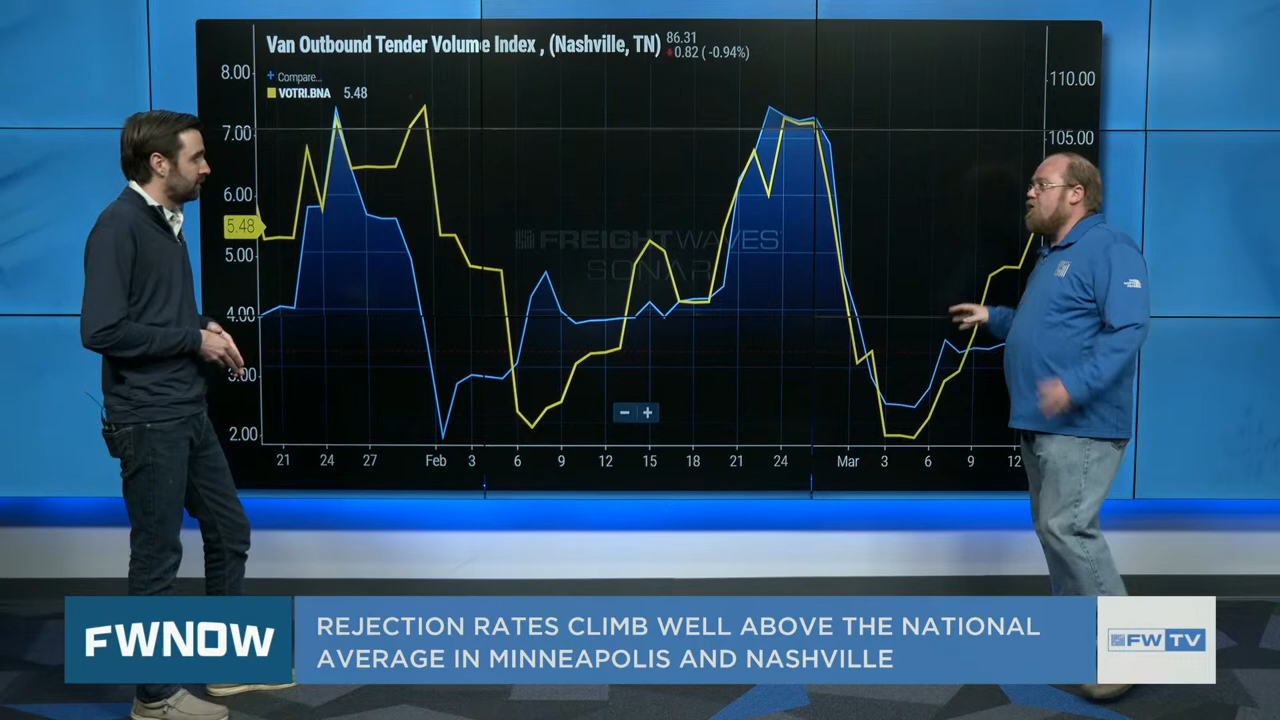 Van Outbound Tender Volume Index , (Nashville, TN) 86.31
0.82 ( -0.94%)
+ Compare...
VOTRI.BNA 5.48
8.00
7.00
6.00
5.48
5.00
4.00
3.00
2.00
110.00
105.00
FREIGHTWAVES
SONAR
− +
21 24 27 Feb 3 6 9 12 15 18 21 24 Mar 3 6 9 12
FWNOW
REJECTION RATES CLIMB WELL ABOVE THE NATIONAL
AVERAGE IN MINNEAPOLIS AND NASHVILLE
FWTV